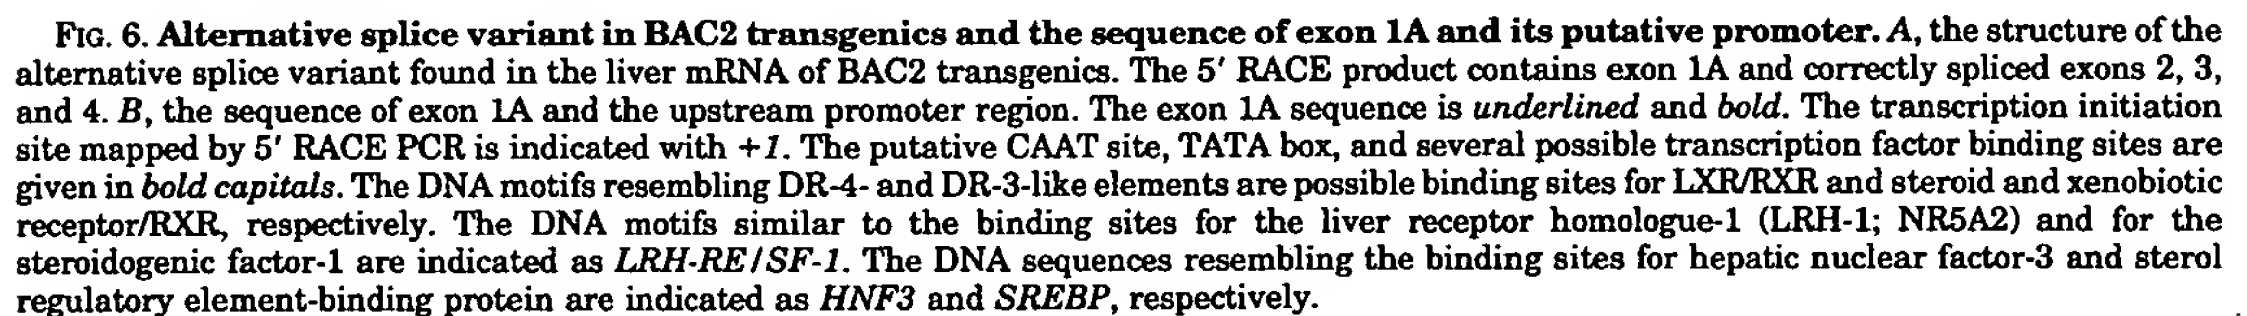 FIG. 6. Alternative splice variant in BAC2 transgenics and the sequence of exon 1A and its putative promoter. A, the structure of the
alternative splice variant found in the liver mRNA of BAC2 transgenics. The 5′ RACE product contains exon 1A and correctly spliced exons 2, 3,
and 4. B, the sequence of exon 1A and the upstream promoter region. The exon 1A sequence is underlined and bold. The transcription initiation
site mapped by 5′ RACE PCR is indicated with +1. The putative CAAT site, TATA box, and several possible transcription factor binding sites are
given in bold capitals. The DNA motifs resembling DR-4- and DR-3-like elements are possible binding sites for LXR/RXR and steroid and xenobiotic
receptor/RXR, respectively. The DNA motifs similar to the binding sites for the liver receptor homologue-1 (LRH-1; NR5A2) and for the
steroidogenic factor-1 are indicated as LRH-RE/SF-1. The DNA sequences resembling the binding sites for hepatic nuclear factor-3 and sterol
regulatory element-binding protein are indicated as HNF3 and SREBP, respectively.